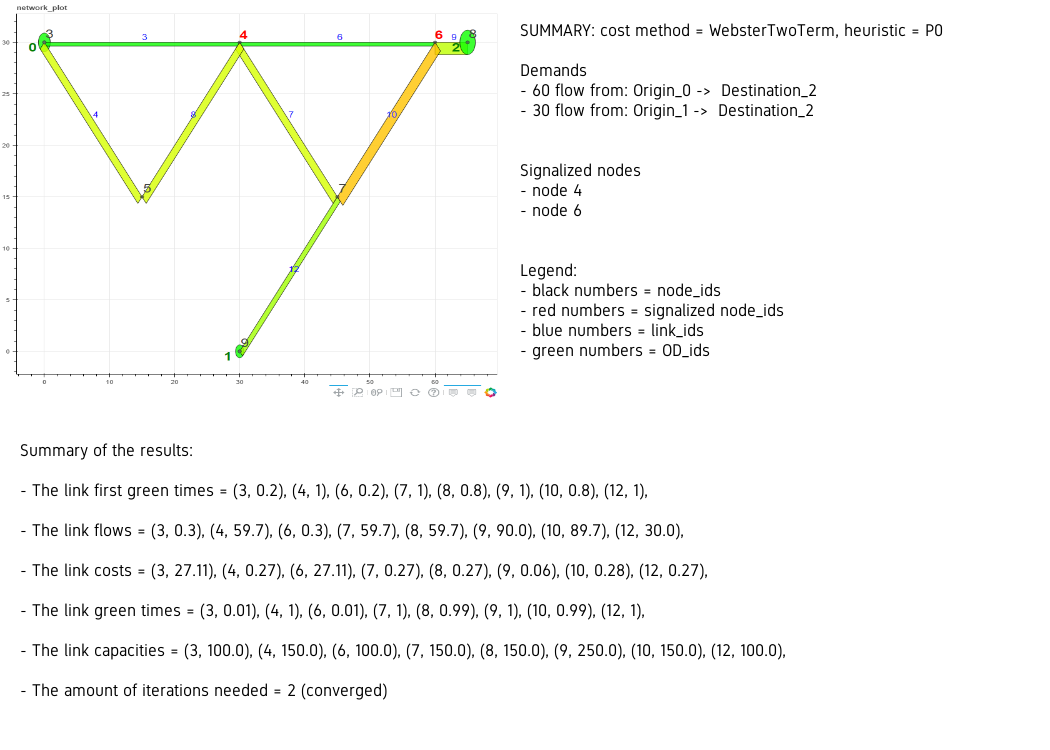 network_plot
30
25
20
15
10
5
0
0
10
20
30
40
50
60
3
0
3
4
6
6
9
2
8
4
8
7
10
5
7
12
9
1
SUMMARY: cost method = WebsterTwoTerm, heuristic = P0
Demands
- 60 flow from: Origin_0 -> Destination_2
- 30 flow from: Origin_1 -> Destination_2
Signalized nodes
- node 4
- node 6
Legend:
- black numbers = node_ids
- red numbers = signalized node_ids
- blue numbers = link_ids
- green numbers = OD_ids
Summary of the results:
- The link first green times = (3, 0.2), (4, 1), (6, 0.2), (7, 1), (8, 0.8), (9, 1), (10, 0.8), (12, 1),
- The link flows = (3, 0.3), (4, 59.7), (6, 0.3), (7, 59.7), (8, 59.7), (9, 90.0), (10, 89.7), (12, 30.0),
- The link costs = (3, 27.11), (4, 0.27), (6, 27.11), (7, 0.27), (8, 0.27), (9, 0.06), (10, 0.28), (12, 0.27),
- The link green times = (3, 0.01), (4, 1), (6, 0.01), (7, 1), (8, 0.99), (9, 1), (10, 0.99), (12, 1),
- The link capacities = (3, 100.0), (4, 150.0), (6, 100.0), (7, 150.0), (8, 150.0), (9, 250.0), (10, 150.0), (12, 100.0),
- The amount of iterations needed = 2 (converged)